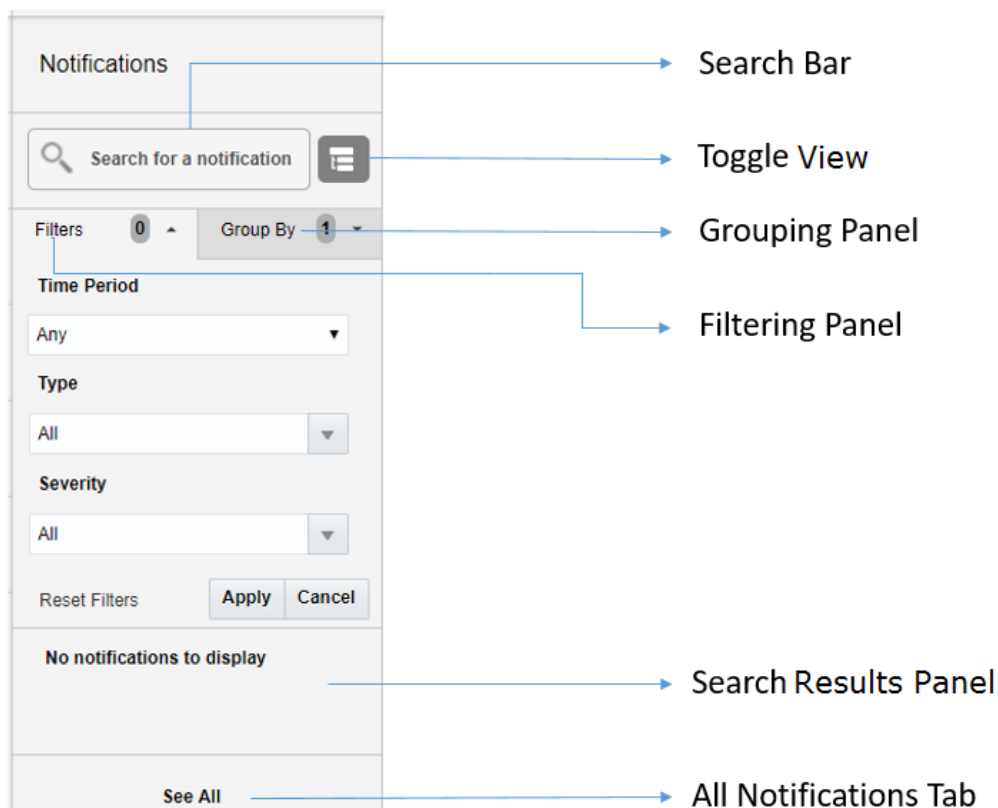 Notifications
Search Bar
Search for a notification
Toggle View
Filters 0 Group By 1
Grouping Panel
Time Period
Filtering Panel
Any
Type
All
Severity
All
Reset Filters Apply Cancel
No notifications to display
Search Results Panel
See All
All Notifications Tab